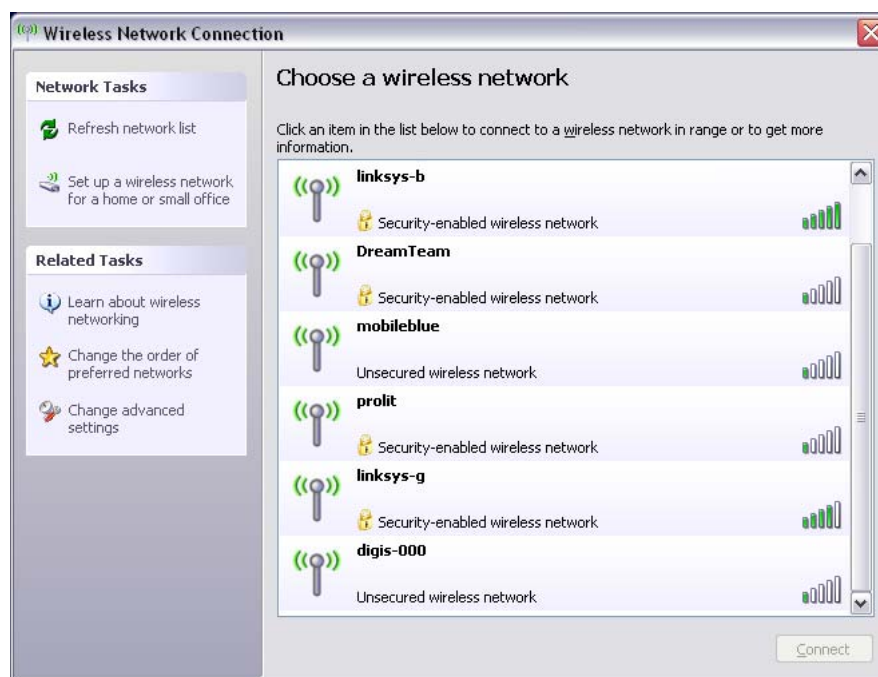 Wireless Network Connection
Network Tasks
Refresh network list
Set up a wireless network
for a home or small office
Related Tasks
Learn about wireless
networking
Change the order of
preferred networks
Change advanced
settings
Choose a wireless network
Click an item in the list below to connect to a wireless network in range or to get more
information.
linksys-b
Security-enabled wireless network
DreamTeam
Security-enabled wireless network
mobileblue
Unsecured wireless network
prolit
Security-enabled wireless network
linksys-g
Security-enabled wireless network
digis-000
Unsecured wireless network
Connect